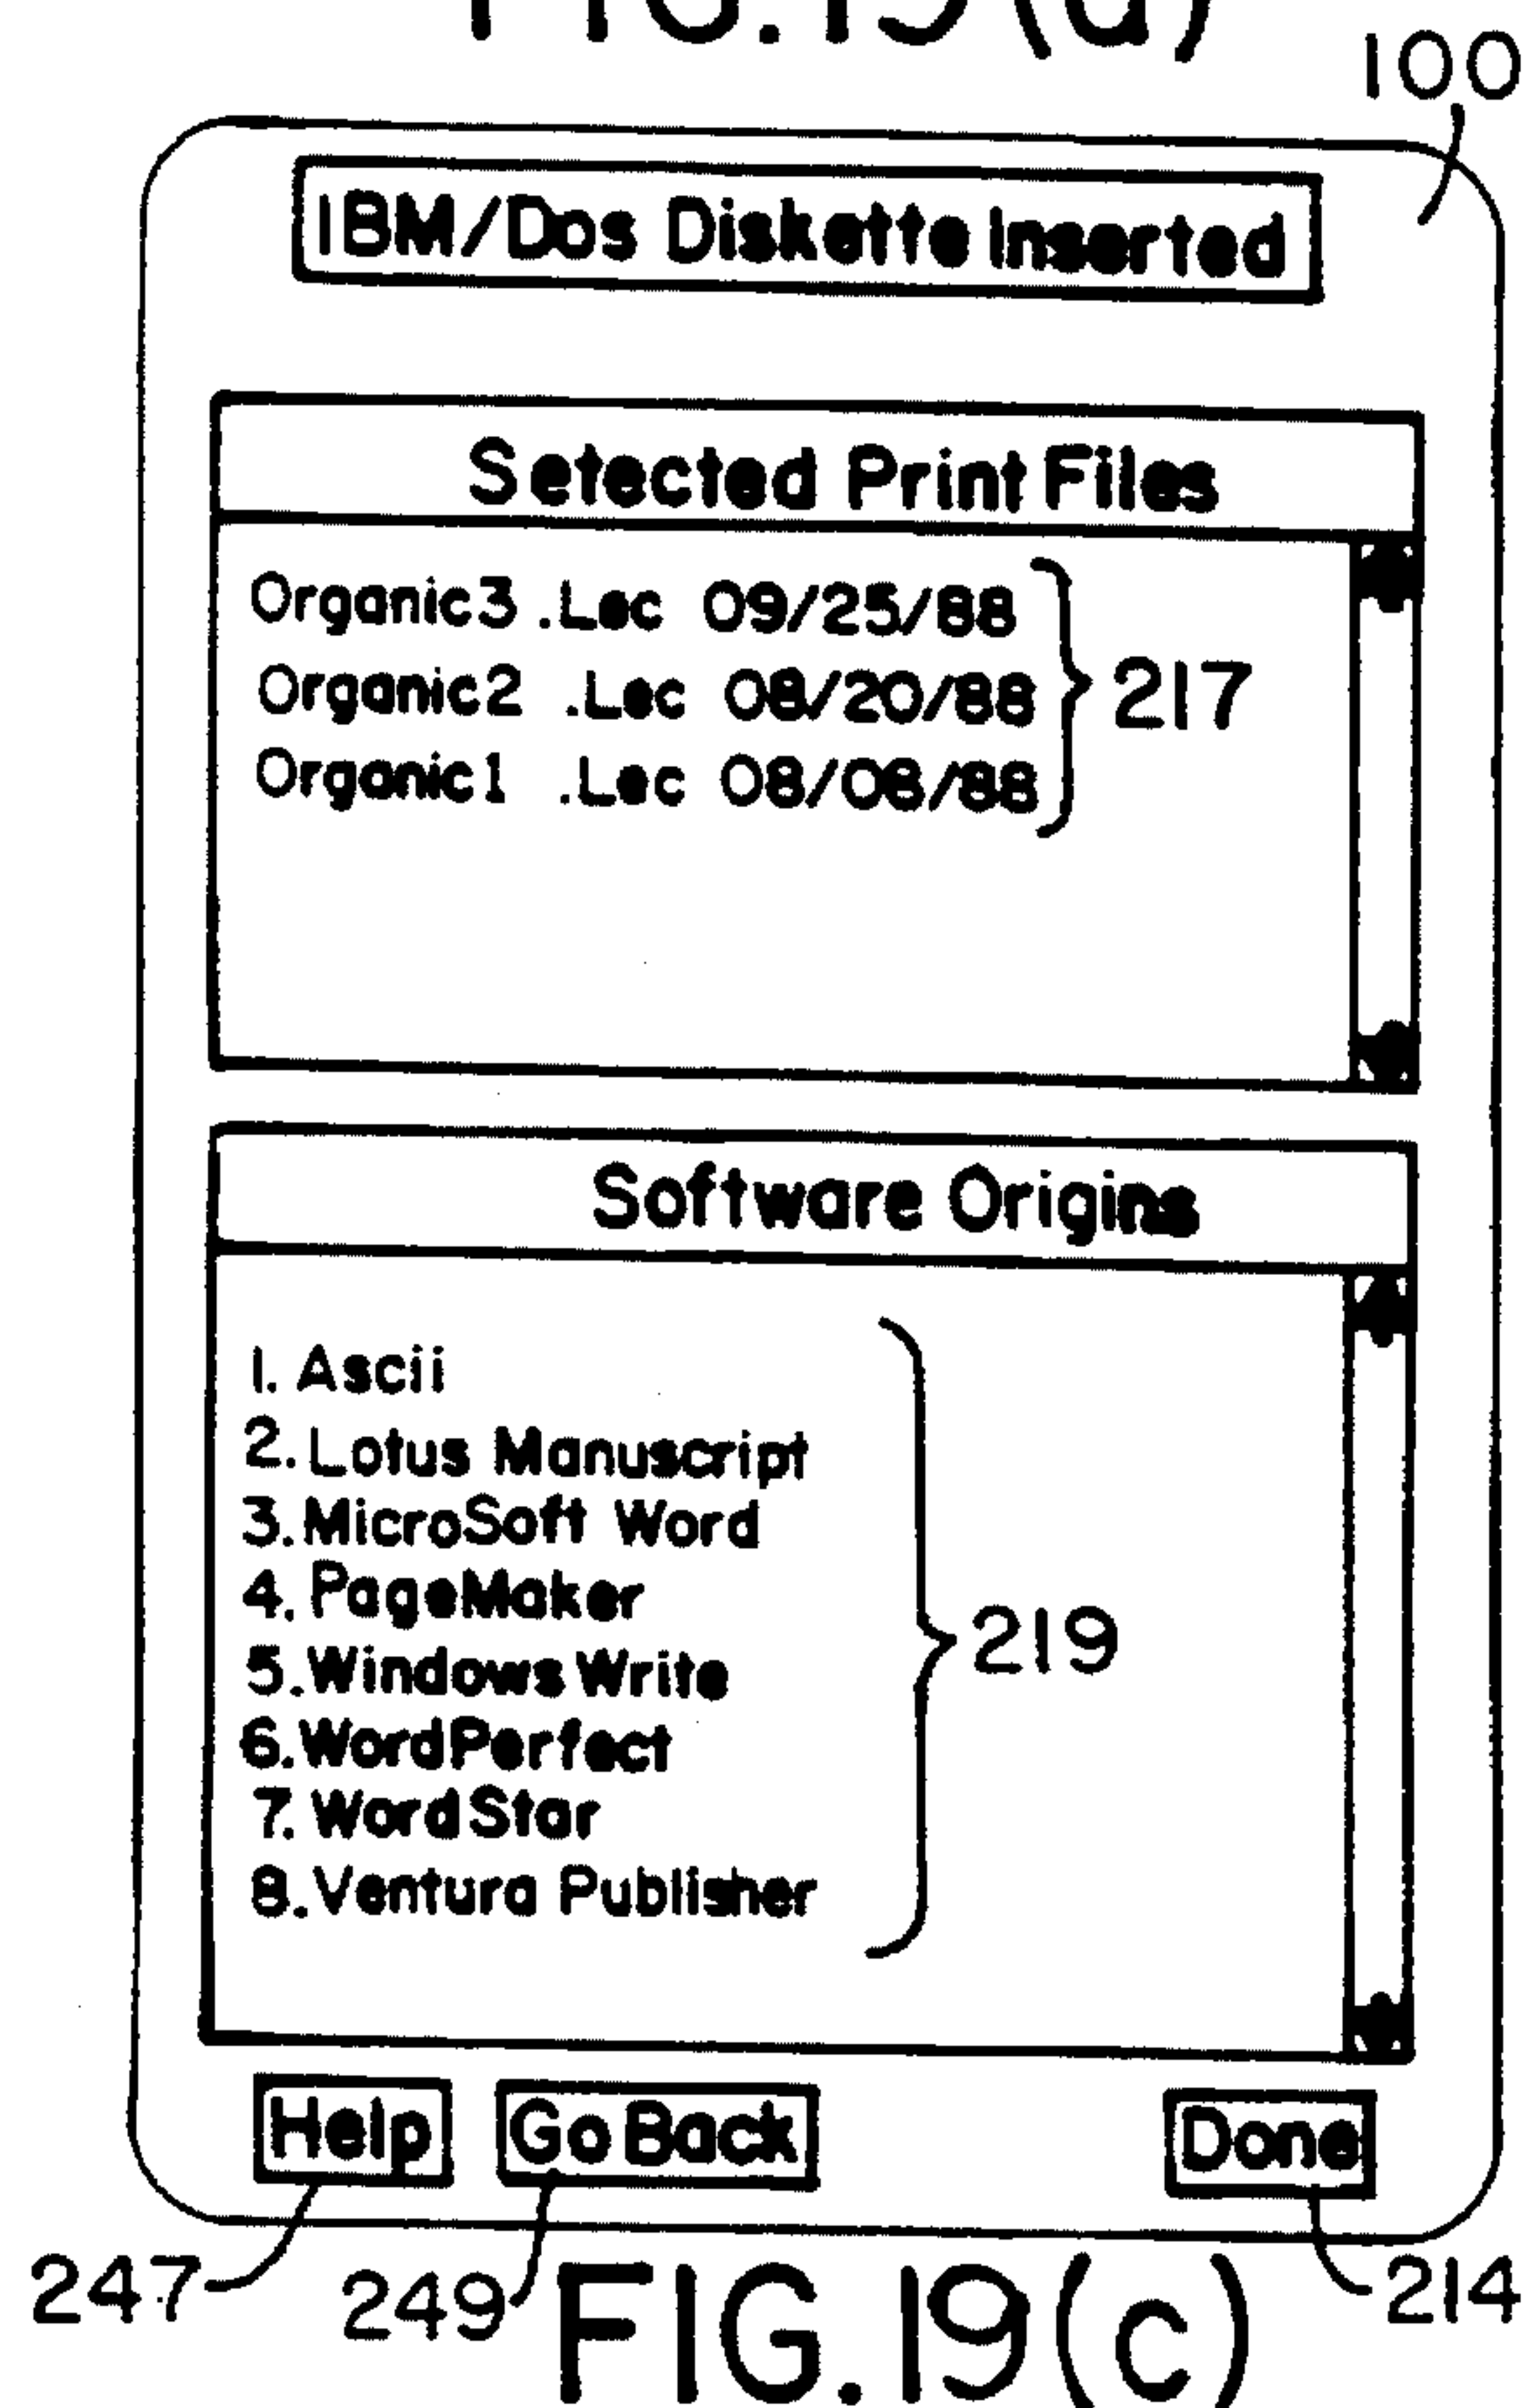 FIG.19(a)
100
IBM/Dos Diskette Inserted
Selected Print Files
Organic3 .Lec 09/25/88
Organic2 .Lec 08/20/88
Organic1 .Lec 08/06/88
217
Software Origins
1. Ascii
2. Lotus Manuscript
3. MicroSoft Word
4. PageMaker
5. Windows Write
6. WordPerfect
7. WordStar
8. Ventura Publisher
219
Help
Go Back
Done
247
249
214
FIG.19(c)